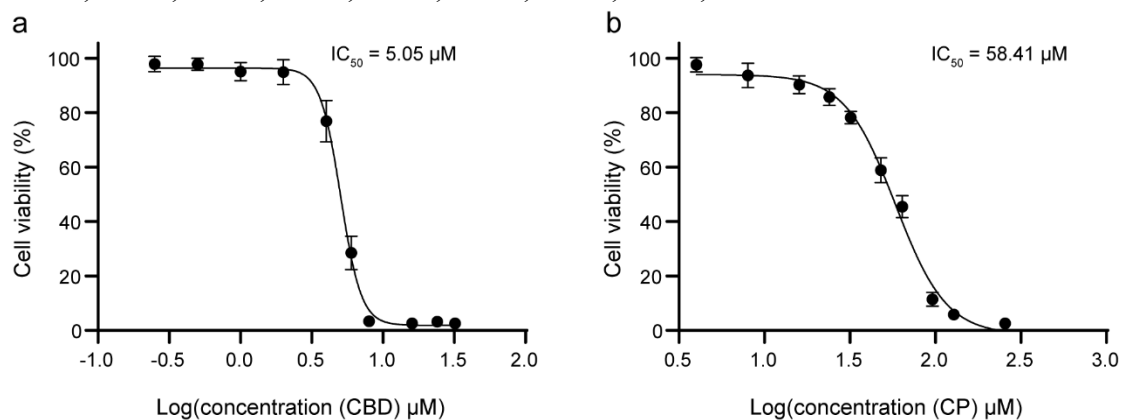 a
IC50 = 5.05 µM
Cell viability (%)
100
80
60
40
20
0
-1.0 -0.5 0.0 0.5 1.0 1.5 2.0
Log(concentration (CBD) µM)
b
IC50 = 58.41 µM
Cell viability (%)
100
80
60
40
20
0
0.5 1.0 1.5 2.0 2.5 3.0
Log(concentration (CP) µM)